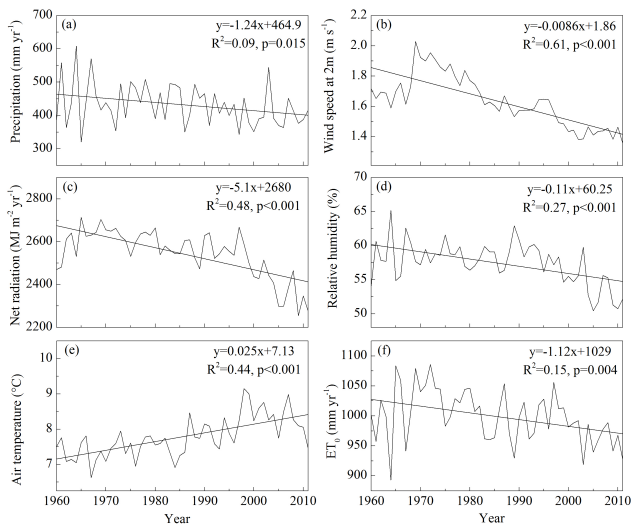 (a)
y=-1.24x+464.9
R²=0.09, p=0.015
Precipitation (mm yr⁻¹)
700
600
500
400
300
(b)
y=-0.0086x+1.86
R²=0.61, p<0.001
Wind speed at 2m (m s⁻¹)
2.2
2.0
1.8
1.6
1.4
(c)
y=-5.1x+2680
R²=0.48, p<0.001
Net radiation (MJ m⁻² yr⁻¹)
2800
2600
2400
2200
(d)
y=-0.11x+60.25
R²=0.27, p<0.001
Relative humidity (%)
70
65
60
55
50
(e)
y=0.025x+7.13
R²=0.44, p<0.001
Air temperature (°C)
10
9
8
7
1960 1970 1980 1990 2000 2010
Year
(f)
y=-1.12x+1029
R²=0.15, p=0.004
ET₀ (mm yr⁻¹)
1100
1050
1000
950
900
1960 1970 1980 1990 2000 2010
Year